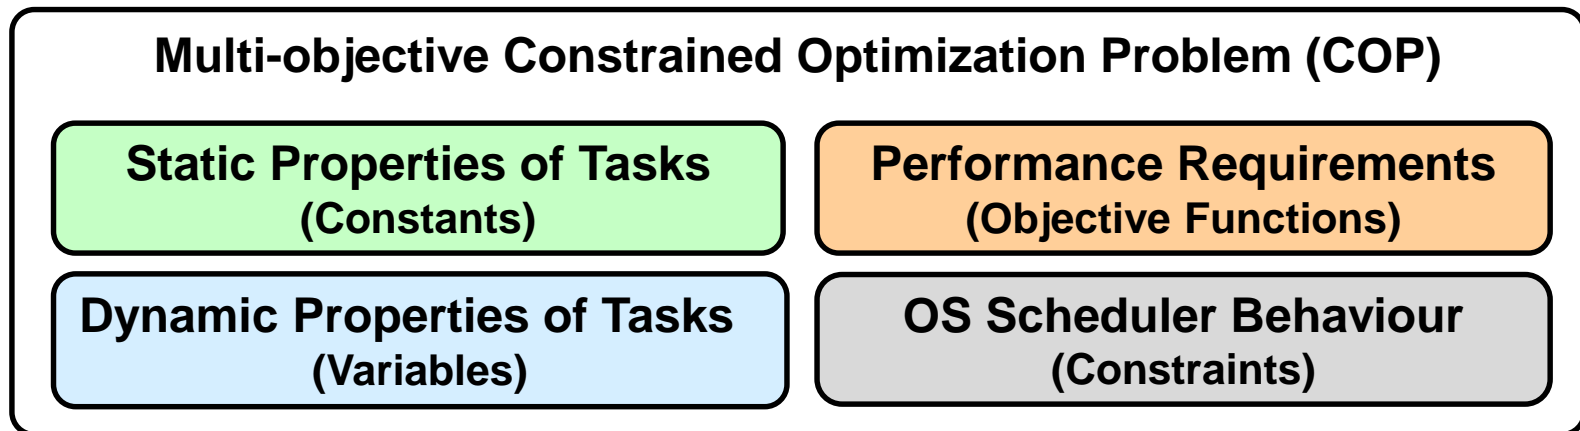 Multi-objective Constrained Optimization Problem (COP)
Static Properties of Tasks
(Constants)
Performance Requirements
(Objective Functions)
Dynamic Properties of Tasks
(Variables)
OS Scheduler Behaviour
(Constraints)